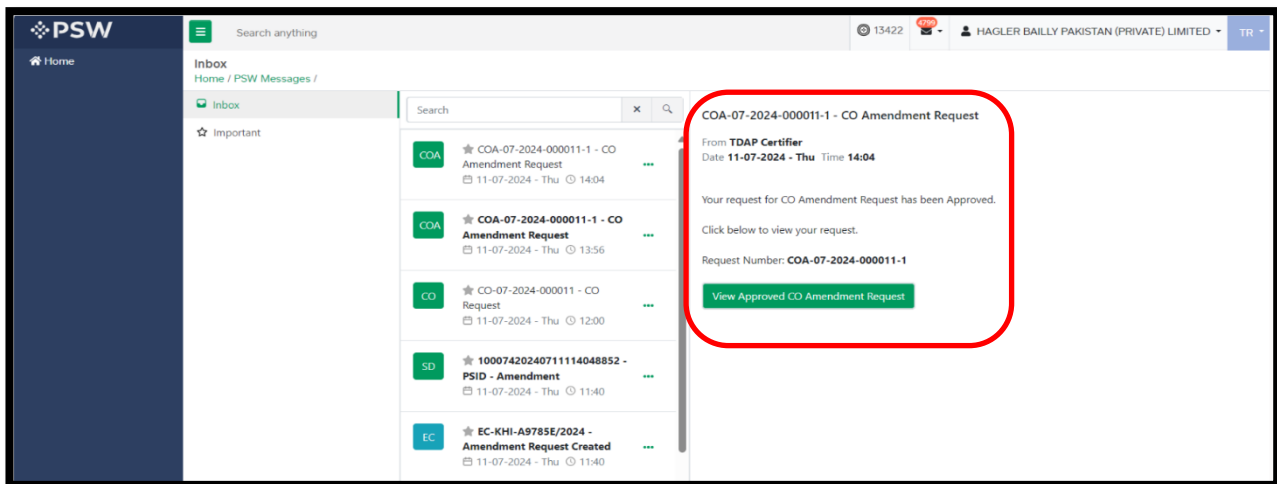 PSW
Search anything
13422
4799
HAGLER BAILLY PAKISTAN (PRIVATE) LIMITED
TR
Home
Inbox
Home / PSW Messages /
Inbox
Important
Search
COA
COA-07-2024-000011-1 - CO
Amendment Request
11-07-2024 - Thu 14:04
COA
COA-07-2024-000011-1 - CO
Amendment Request
11-07-2024 - Thu 13:56
CO
CO-07-2024-000011 - CO
Request
11-07-2024 - Thu 12:00
SD
10007420240711114048852 -
PSID - Amendment
11-07-2024 - Thu 11:40
EC
EC-KHI-A9785E/2024 -
Amendment Request Created
11-07-2024 - Thu 11:40
COA-07-2024-000011-1 - CO Amendment Request
From TDAP Certifier
Date 11-07-2024 - Thu Time 14:04
Your request for CO Amendment Request has been Approved.
Click below to view your request.
Request Number: COA-07-2024-000011-1
View Approved CO Amendment Request